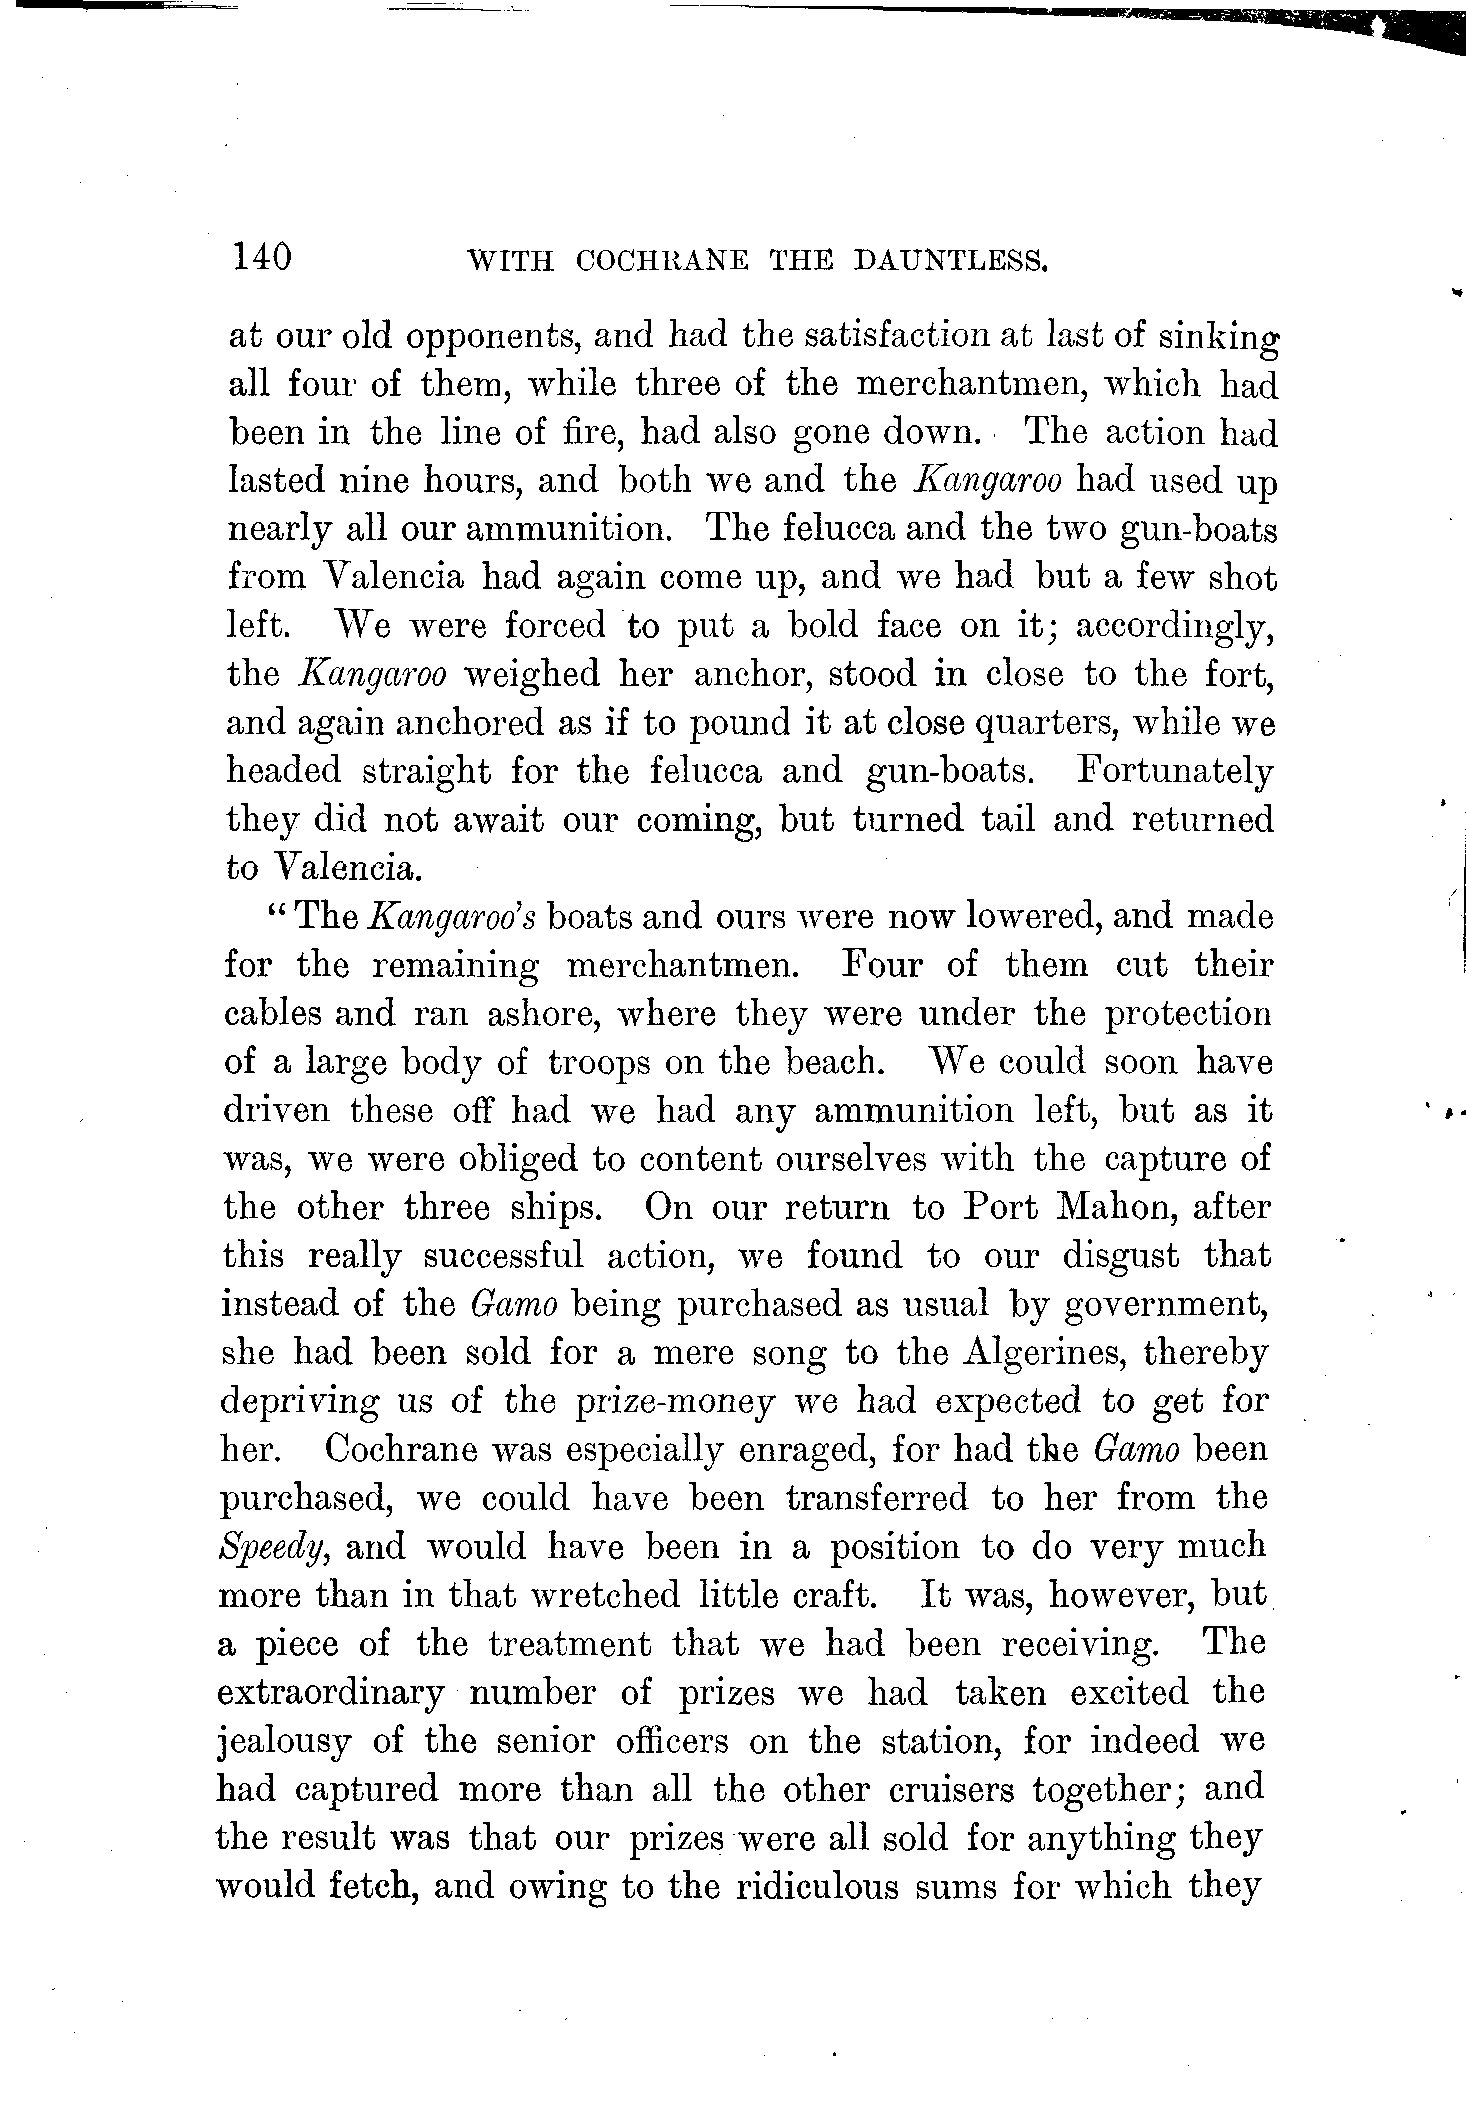 140 WITH COCHRANE THE DAUNTLESS.
at our old opponents, and had the satisfaction at last of sinking
all four of them, while three of the merchantmen, which had
been in the line of fire, had also gone down. The action had
lasted nine hours, and both we and the Kangaroo had used up
nearly all our ammunition. The felucca and the two gun-boats
from Valencia had again come up, and we had but a few shot
left. We were forced to put a bold face on it; accordingly,
the Kangaroo weighed her anchor, stood in close to the fort,
and again anchored as if to pound it at close quarters, while we
headed straight for the felucca and gun-boats. Fortunately
they did not await our coming, but turned tail and returned
to Valencia.
"The Kangaroo's boats and ours were now lowered, and made
for the remaining merchantmen. Four of them cut their
cables and ran ashore, where they were under the protection
of a large body of troops on the beach. We could soon have
driven these off had we had any ammunition left, but as it
was, we were obliged to content ourselves with the capture of
the other three ships. On our return to Port Mahon, after
this really successful action, we found to our disgust that
instead of the Gamo being purchased as usual by government,
she had been sold for a mere song to the Algerines, thereby
depriving us of the prize-money we had expected to get for
her. Cochrane was especially enraged, for had the Gamo been
purchased, we could have been transferred to her from the
Speedy, and would have been in a position to do very much
more than in that wretched little craft. It was, however, but
a piece of the treatment that we had been receiving. The
extraordinary number of prizes we had taken excited the
jealousy of the senior officers on the station, for indeed we
had captured more than all the other cruisers together; and
the result was that our prizes were all sold for anything they
would fetch, and owing to the ridiculous sums for which they